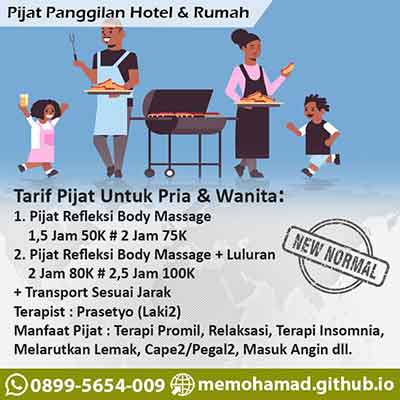 Pijat Panggilan Hotel & Rumah
Tarif Pijat Untuk Pria & Wanita:
1. Pijat Refleksi Body Massage
1,5 Jam 50K # 2 Jam 75K
2. Pijat Refleksi Body Massage + Luluran
2 Jam 80K # 2,5 Jam 100K
+ Transport Sesuai Jarak
Terapist : Prasetyo (Laki2)
Manfaat Pijat : Terapi Promil, Relaksasi, Terapi Insomnia,
Melarutkan Lemak, Cape2/Pegal2, Masuk Angin dll.
NEW NORMAL
0899-5654-009 memohamad.github.io